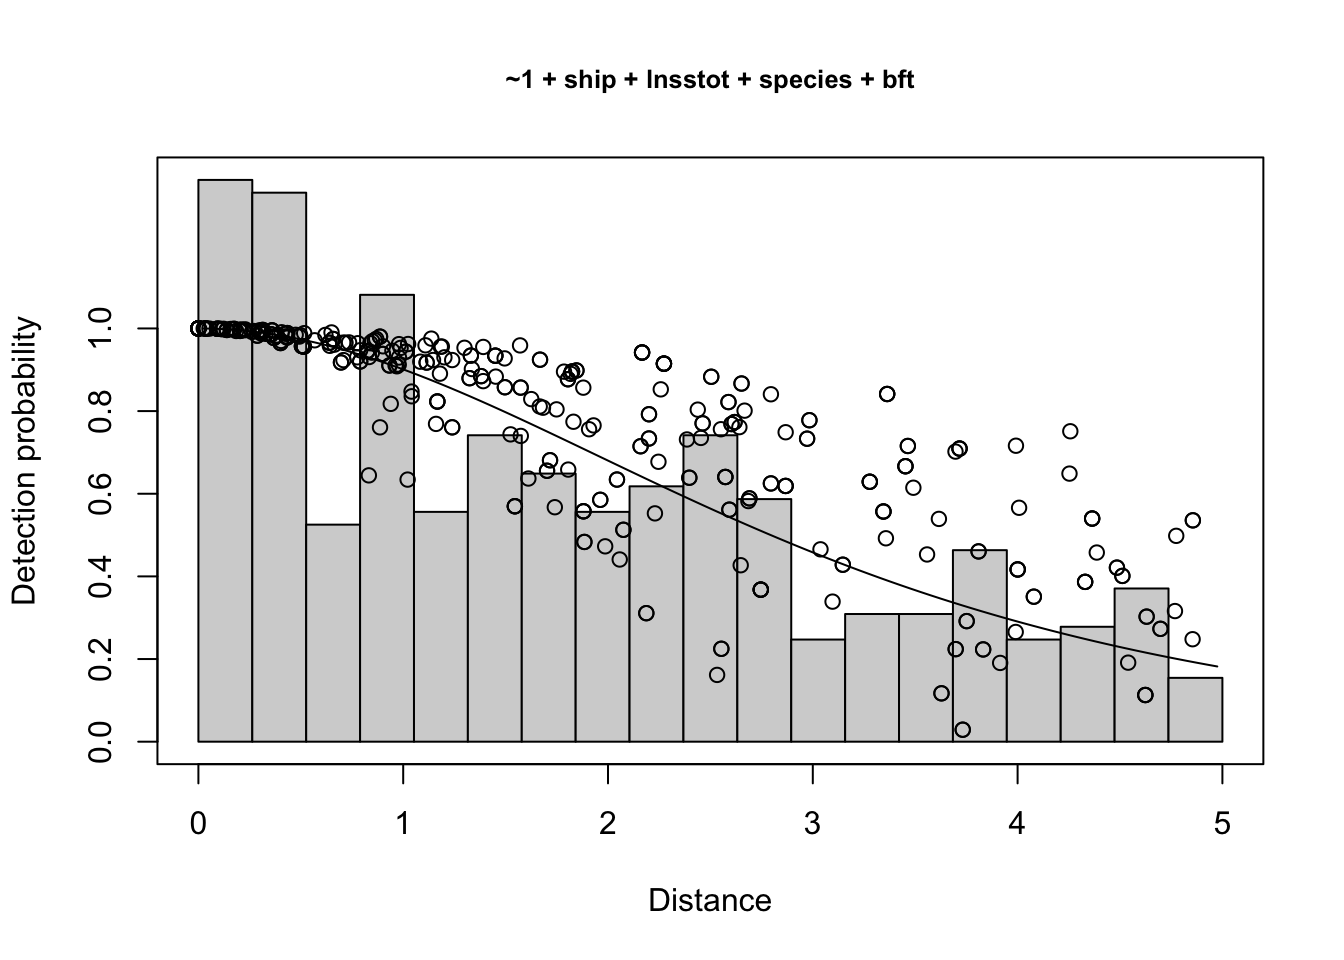 ~1 + ship + lnsstot + species + bft
Detection probability
1.0
0.8
0.6
0.4
0.2
0.0
0 1 2 3 4 5
Distance